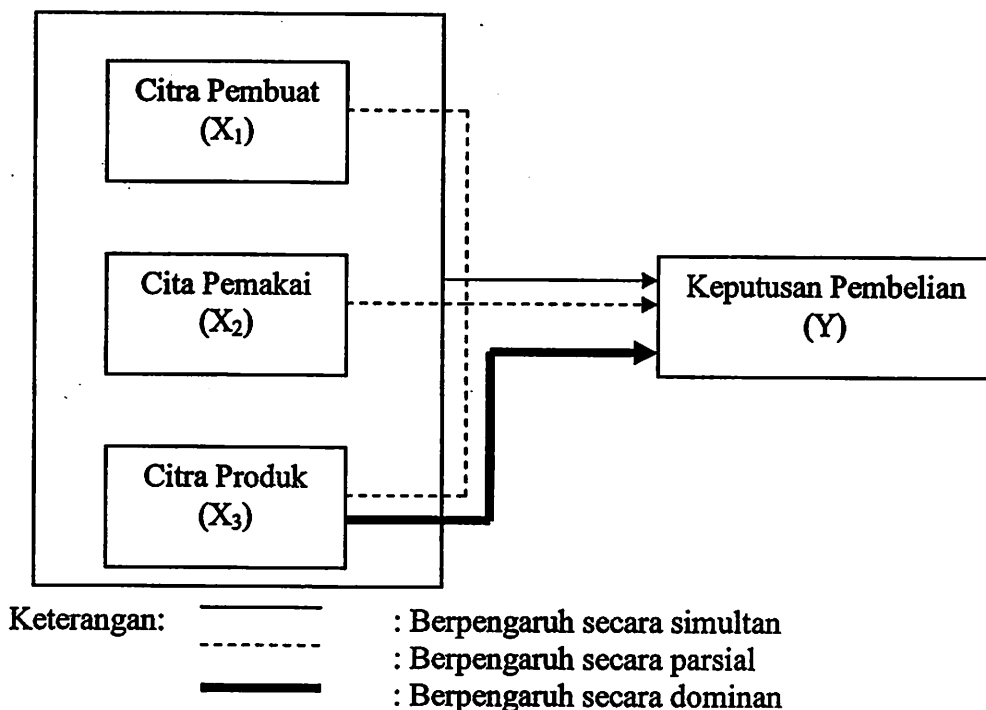 Citra Pembuat
(X₁)
Cita Pemakai
(X₂)
Citra Produk
(X₃)
Keputusan Pembelian
(Y)
Keterangan:
: Berpengaruh secara simultan
: Berpengaruh secara parsial
: Berpengaruh secara dominan